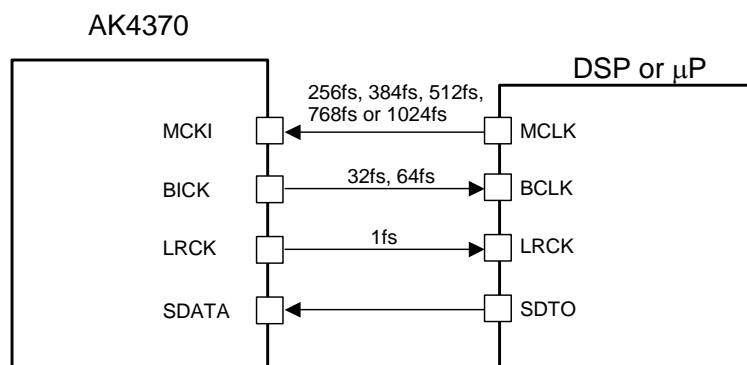 AK4370
DSP or μP
256fs, 384fs, 512fs,
768fs or 1024fs
MCKI
MCLK
BICK
32fs, 64fs
BCLK
LRCK
1fs
LRCK
SDATA
SDTO